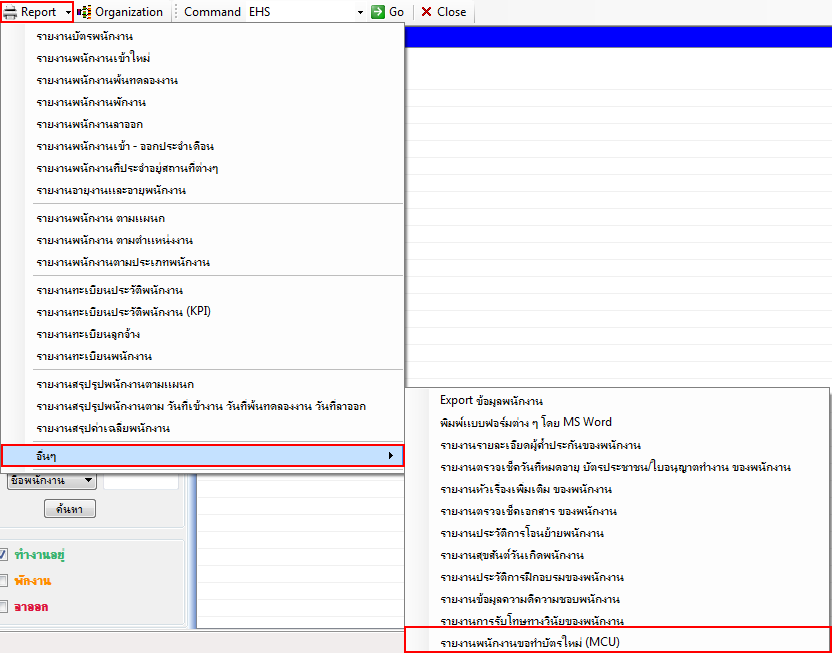 Report Organization Command EHS Go Close
รายงานบัตรพนักงาน
รายงานพนักงานเข้าใหม่
รายงานพนักงานพ้นทดลองงาน
รายงานพนักงานพักงาน
รายงานพนักงานลาออก
รายงานพนักงานเข้า - ออกประจำเดือน
รายงานพนักงานที่ประจำอยู่สถานที่ต่างๆ
รายงานอายุงานและอายุพนักงาน
รายงานพนักงาน ตามแผนก
รายงานพนักงาน ตามตำแหน่งงาน
รายงานพนักงานตามประเภทพนักงาน
รายงานทะเบียนประวัติพนักงาน
รายงานทะเบียนประวัติพนักงาน (KPI)
รายงานทะเบียนลูกจ้าง
รายงานทะเบียนพนักงาน
รายงานสรุปรูปพนักงานตามแผนก
รายงานสรุปรูปพนักงานตาม วันที่เข้างาน วันที่พ้นทดลองงาน วันที่ลาออก
รายงานสรุปค่าเฉลี่ยพนักงาน
อื่นๆ
Export ข้อมูลพนักงาน
พิมพ์แบบฟอร์มต่าง ๆ โดย MS Word
รายงานรายละเอียดผู้ค้ำประกันของพนักงาน
รายงานตรวจเช็ควันที่หมดอายุ บัตรประชาชน/ใบอนุญาตทำงาน ของพนักงาน
รายงานหัวเรื่องเพิ่มเติม ของพนักงาน
รายงานตรวจเช็คเอกสาร ของพนักงาน
รายงานประวัติการโอนย้ายพนักงาน
รายงานสุขสันต์วันเกิดพนักงาน
รายงานประวัติการฝึกอบรมของพนักงาน
รายงานข้อมูลความดีความชอบพนักงาน
รายงานการรับโทษทางวินัยของพนักงาน
รายงานพนักงานขอทำบัตรใหม่ (MCU)
ชื่อพนักงาน
ค้นหา
ทำงานอยู่
พักงาน
ลาออก